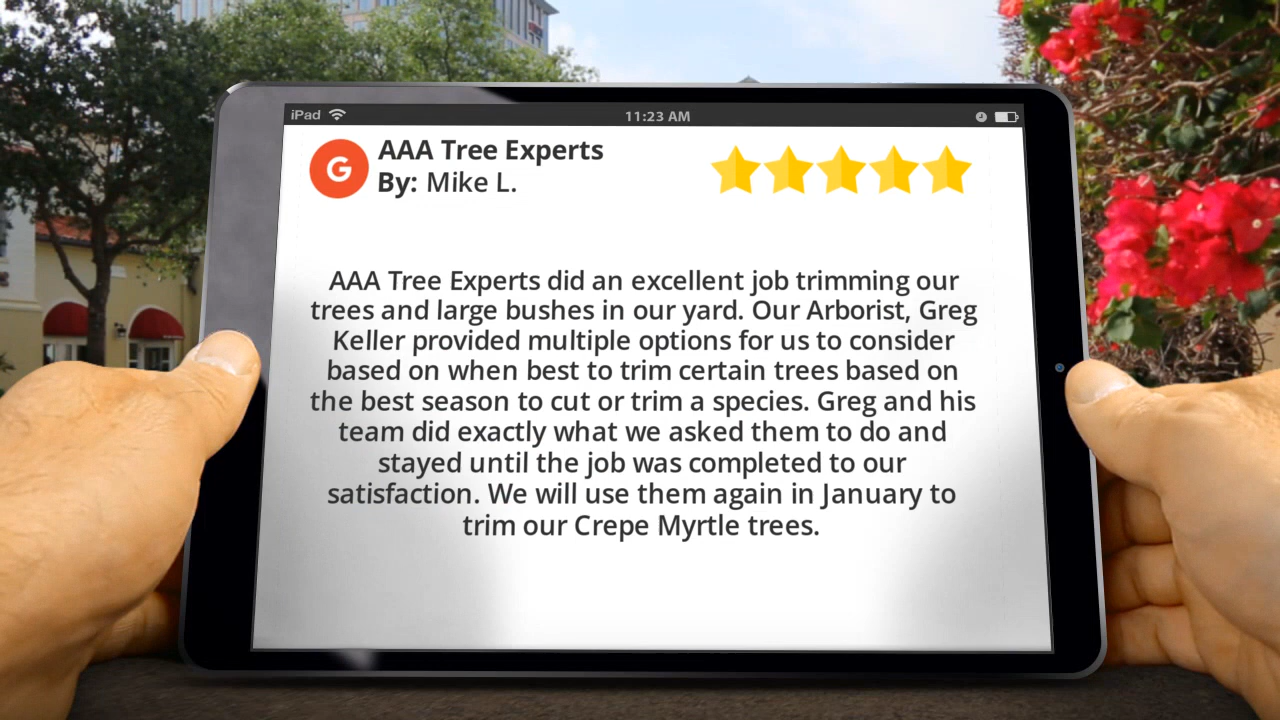 iPad
11:23 AM
G
AAA Tree Experts
By: Mike L.
AAA Tree Experts did an excellent job trimming our
trees and large bushes in our yard. Our Arborist, Greg
Keller provided multiple options for us to consider
based on when best to trim certain trees based on
the best season to cut or trim a species. Greg and his
team did exactly what we asked them to do and
stayed until the job was completed to our
satisfaction. We will use them again in January to
trim our Crepe Myrtle trees.